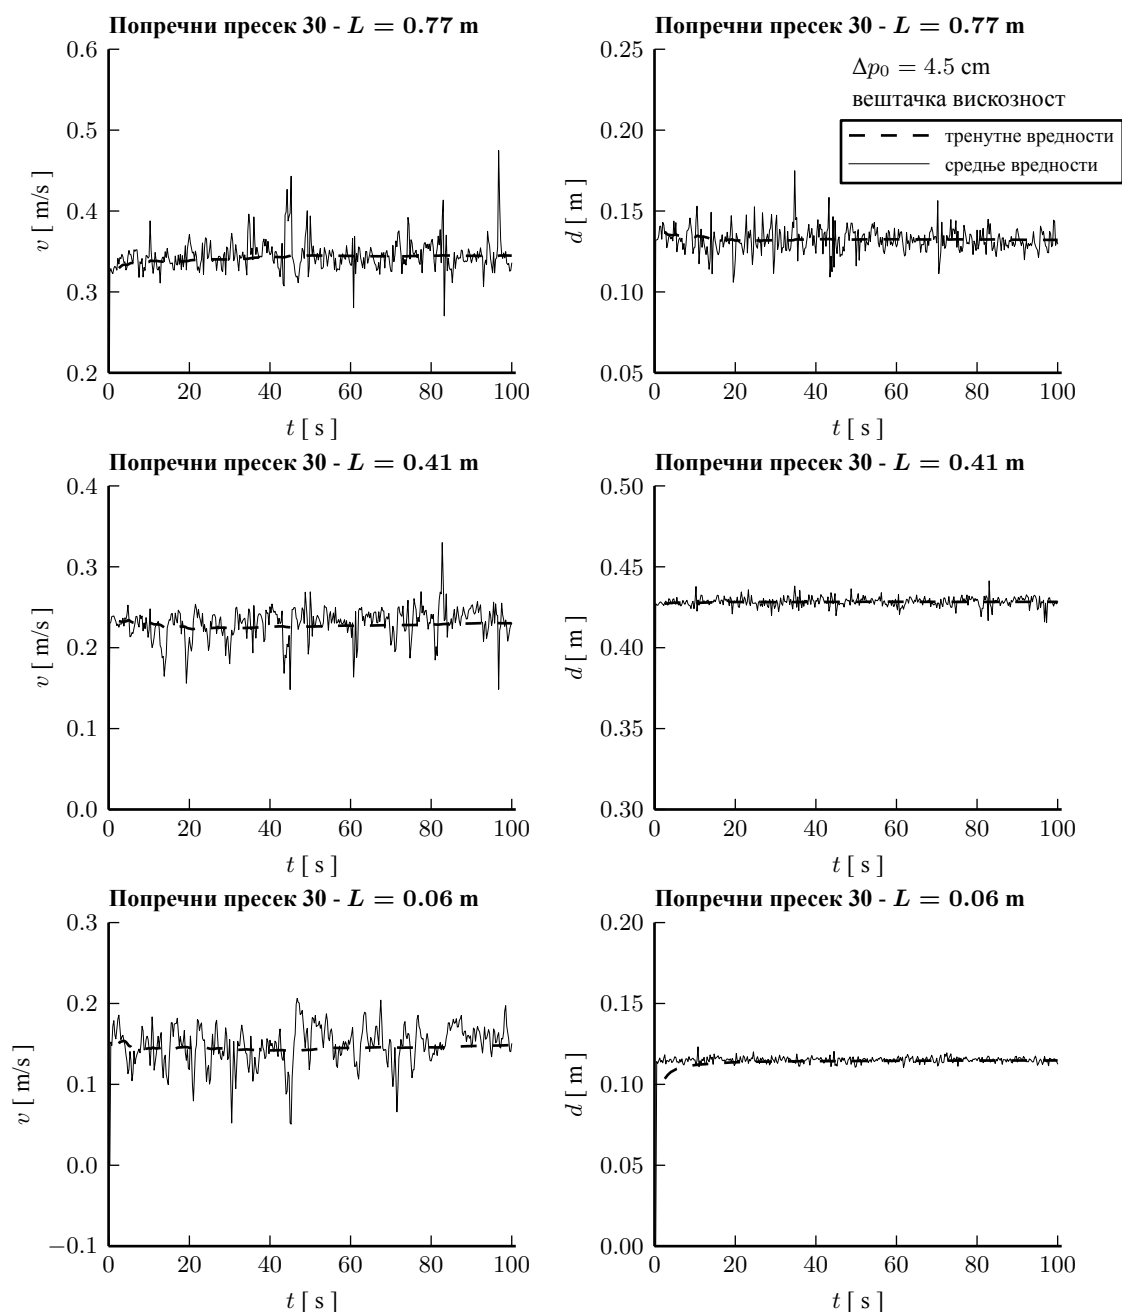 Попречни пресек 30 - L = 0.77 m
0.6
0.5
0.4
0.3
0.2
v [ m/s ]
0 20 40 60 80 100
t [ s ]
Попречни пресек 30 - L = 0.77 m
0.25
0.20
0.15
0.10
0.05
d [ m ]
Δp₀ = 4.5 cm
вештачка вискозност
тренутне вредности
средње вредности
0 20 40 60 80 100
t [ s ]
Попречни пресек 30 - L = 0.41 m
0.4
0.3
0.2
0.1
0.0
v [ m/s ]
0 20 40 60 80 100
t [ s ]
Попречни пресек 30 - L = 0.41 m
0.50
0.45
0.40
0.35
0.30
d [ m ]
0 20 40 60 80 100
t [ s ]
Попречни пресек 30 - L = 0.06 m
0.3
0.2
0.1
0.0
−0.1
v [ m/s ]
0 20 40 60 80 100
t [ s ]
Попречни пресек 30 - L = 0.06 m
0.20
0.15
0.10
0.05
0.00
d [ m ]
0 20 40 60 80 100
t [ s ]